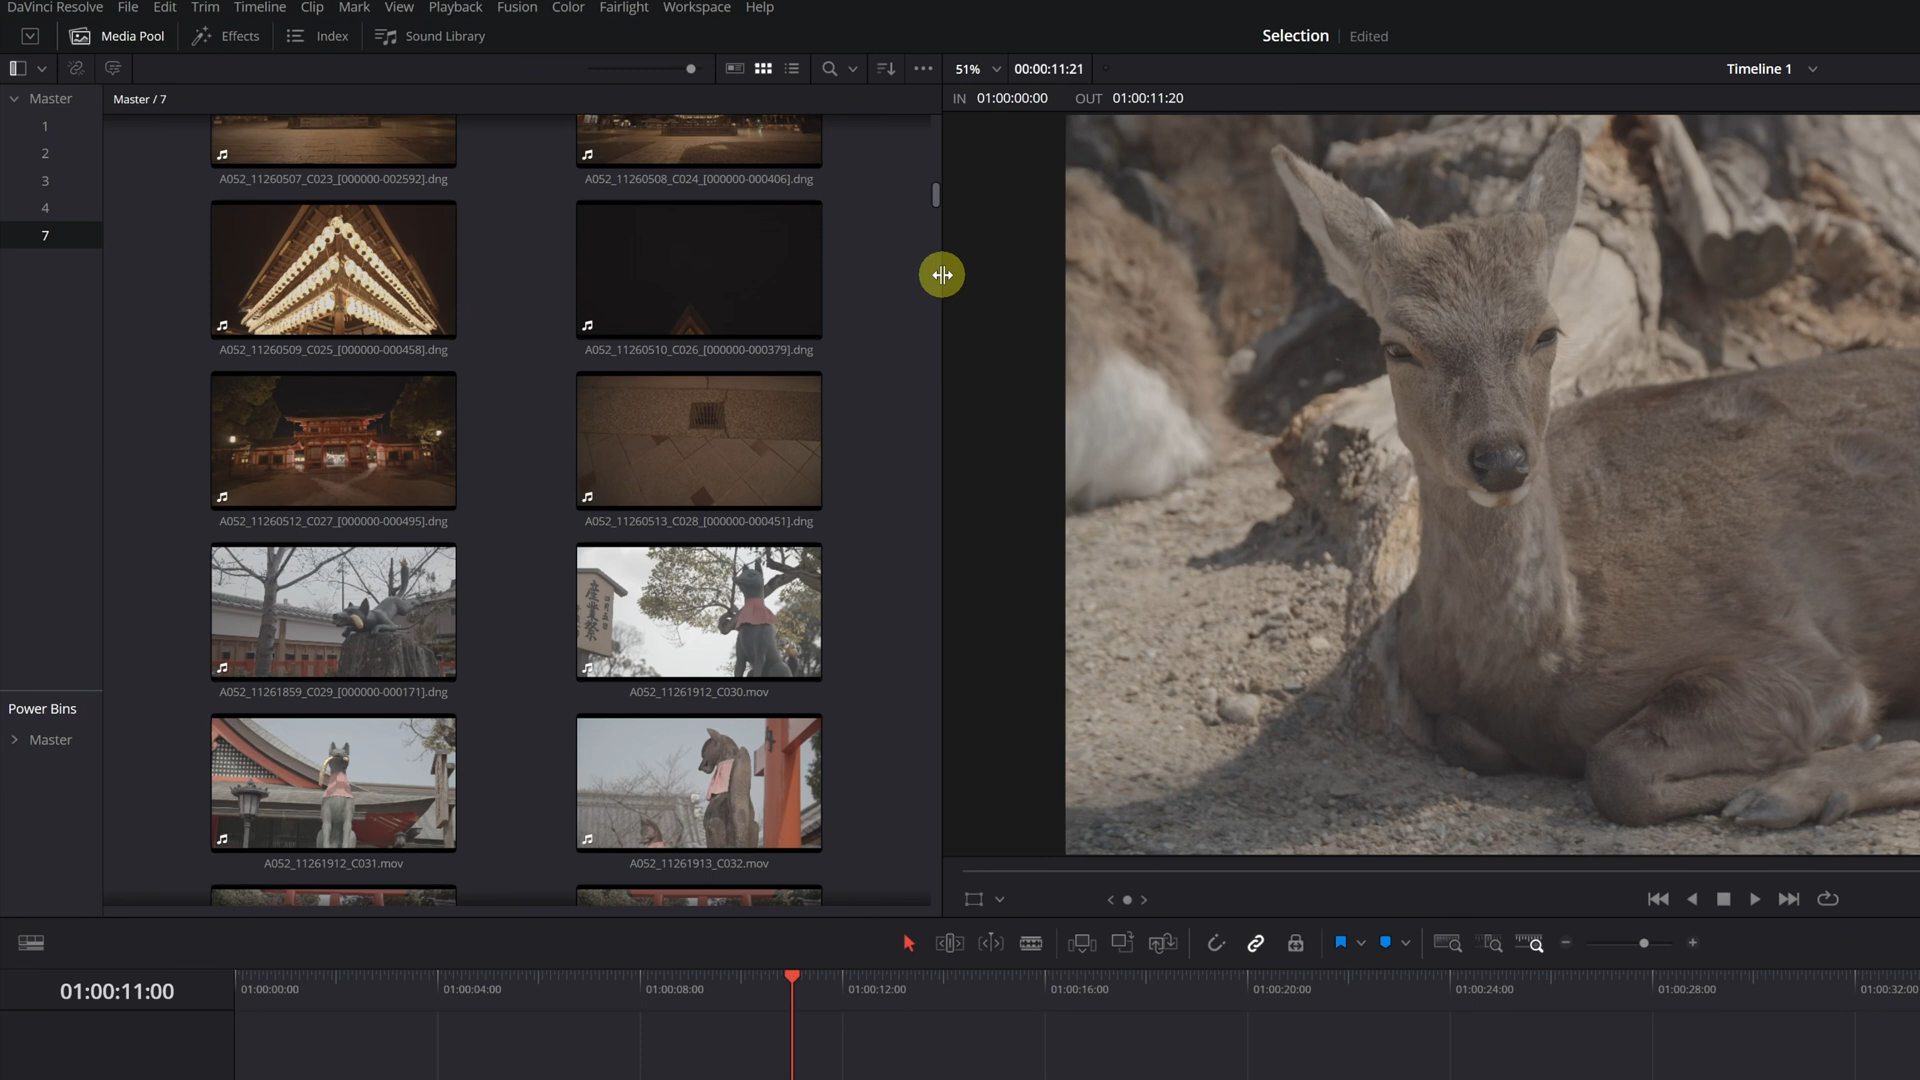 DaVinci Resolve File Edit Trim Timeline Clip Mark View Playback Fusion Color Fairlight Workspace Help
Media Pool Effects Index Sound Library Selection Edited
51% 00:00:11:21 Timeline 1
Master Master / 7 IN 01:00:00:00 OUT 01:00:11:20
1
2
3
4
7
A052_11260507_C023_[000000-002592].dng A052_11260508_C024_[000000-000406].dng
A052_11260509_C025_[000000-000458].dng A052_11260510_C026_[000000-000379].dng
A052_11260512_C027_[000000-000495].dng A052_11260513_C028_[000000-000451].dng
産業祭
A052_11261859_C029_[000000-000171].dng A052_11261912_C030.mov
Power Bins
Master
A052_11261912_C031.mov A052_11261913_C032.mov
01:00:11:00 01:00:00:00 01:00:04:00 01:00:08:00 01:00:12:00 01:00:16:00 01:00:20:00 01:00:24:00 01:00:28:00 01:00:32:00